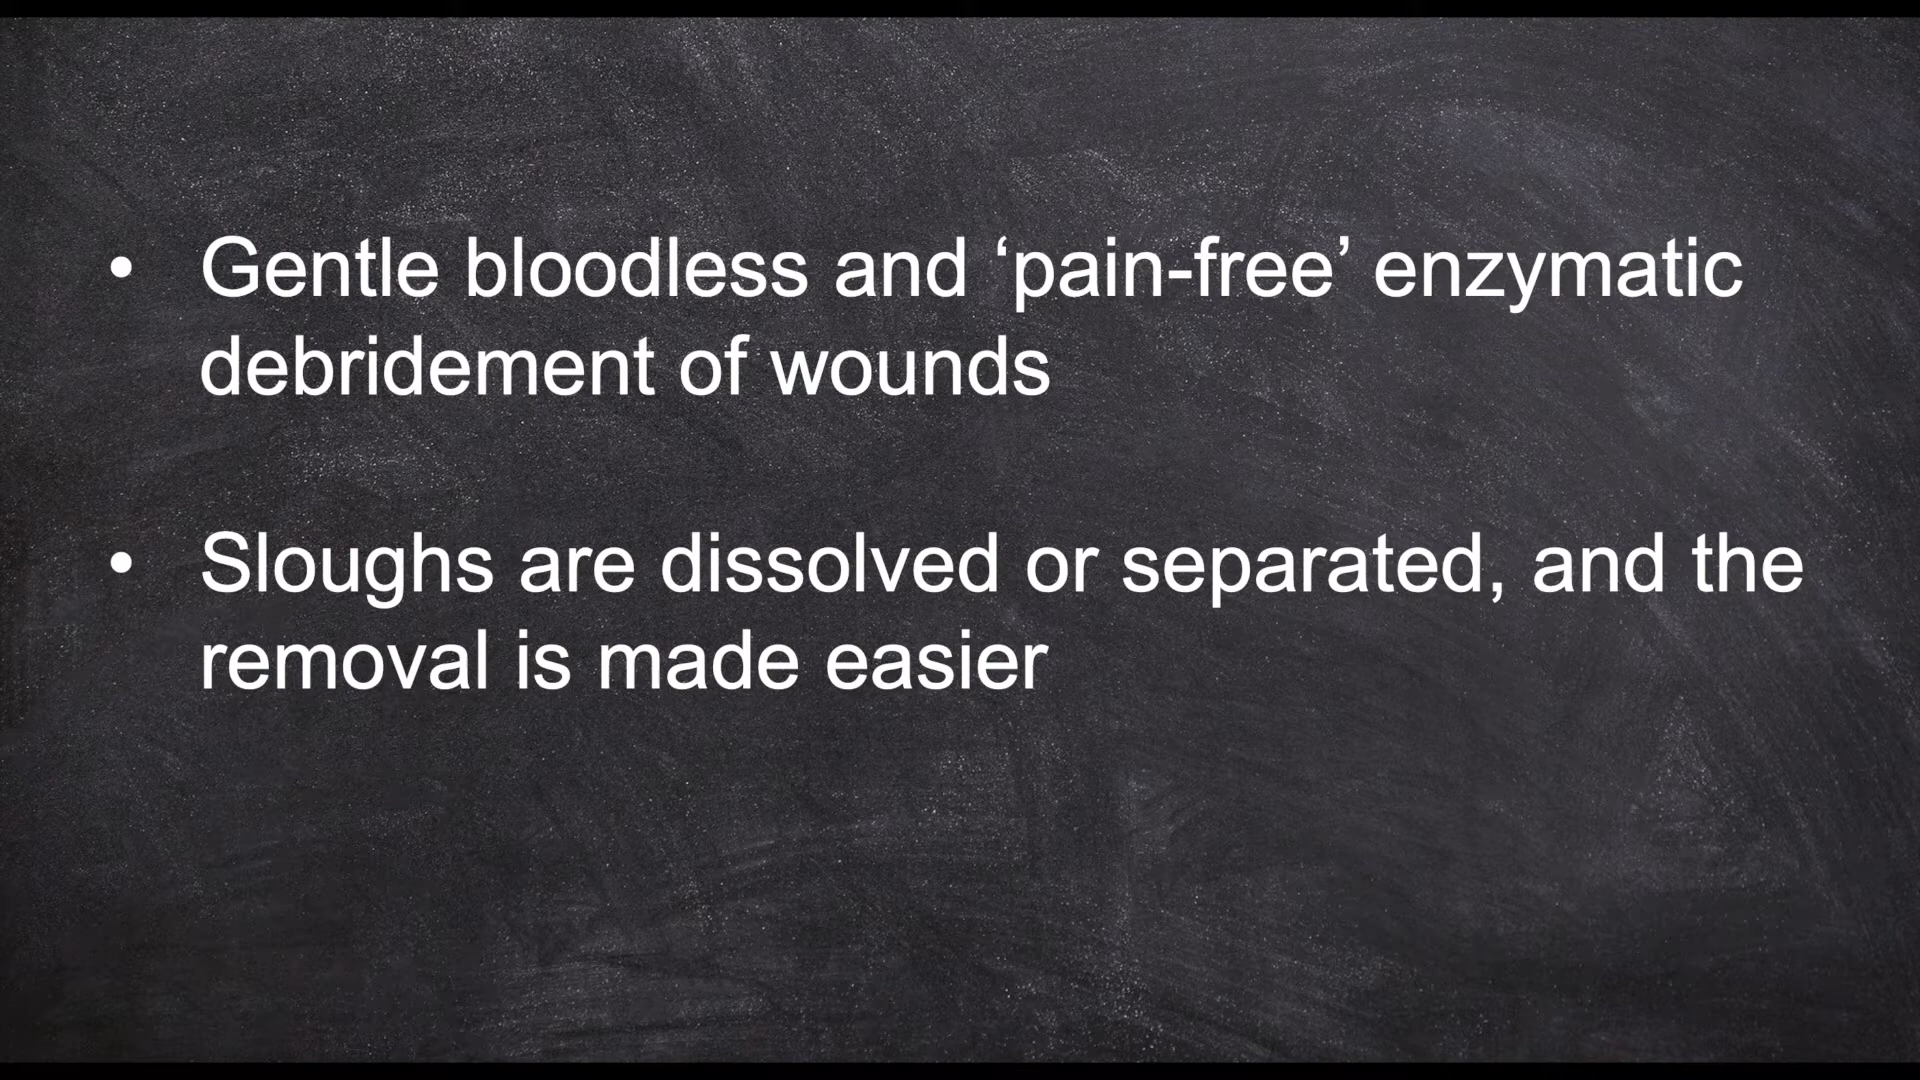 • Gentle bloodless and ‘pain-free’ enzymatic
debridement of wounds
• Sloughs are dissolved or separated, and the
removal is made easier